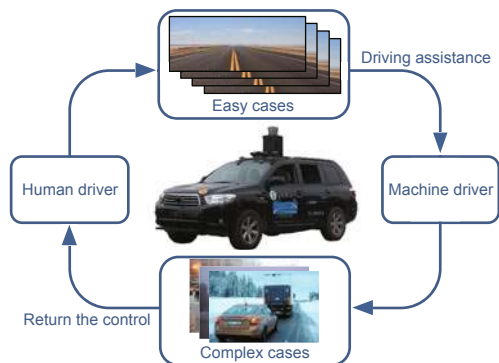 Easy cases
Driving assistance
Human driver
Machine driver
Return the control
Complex cases